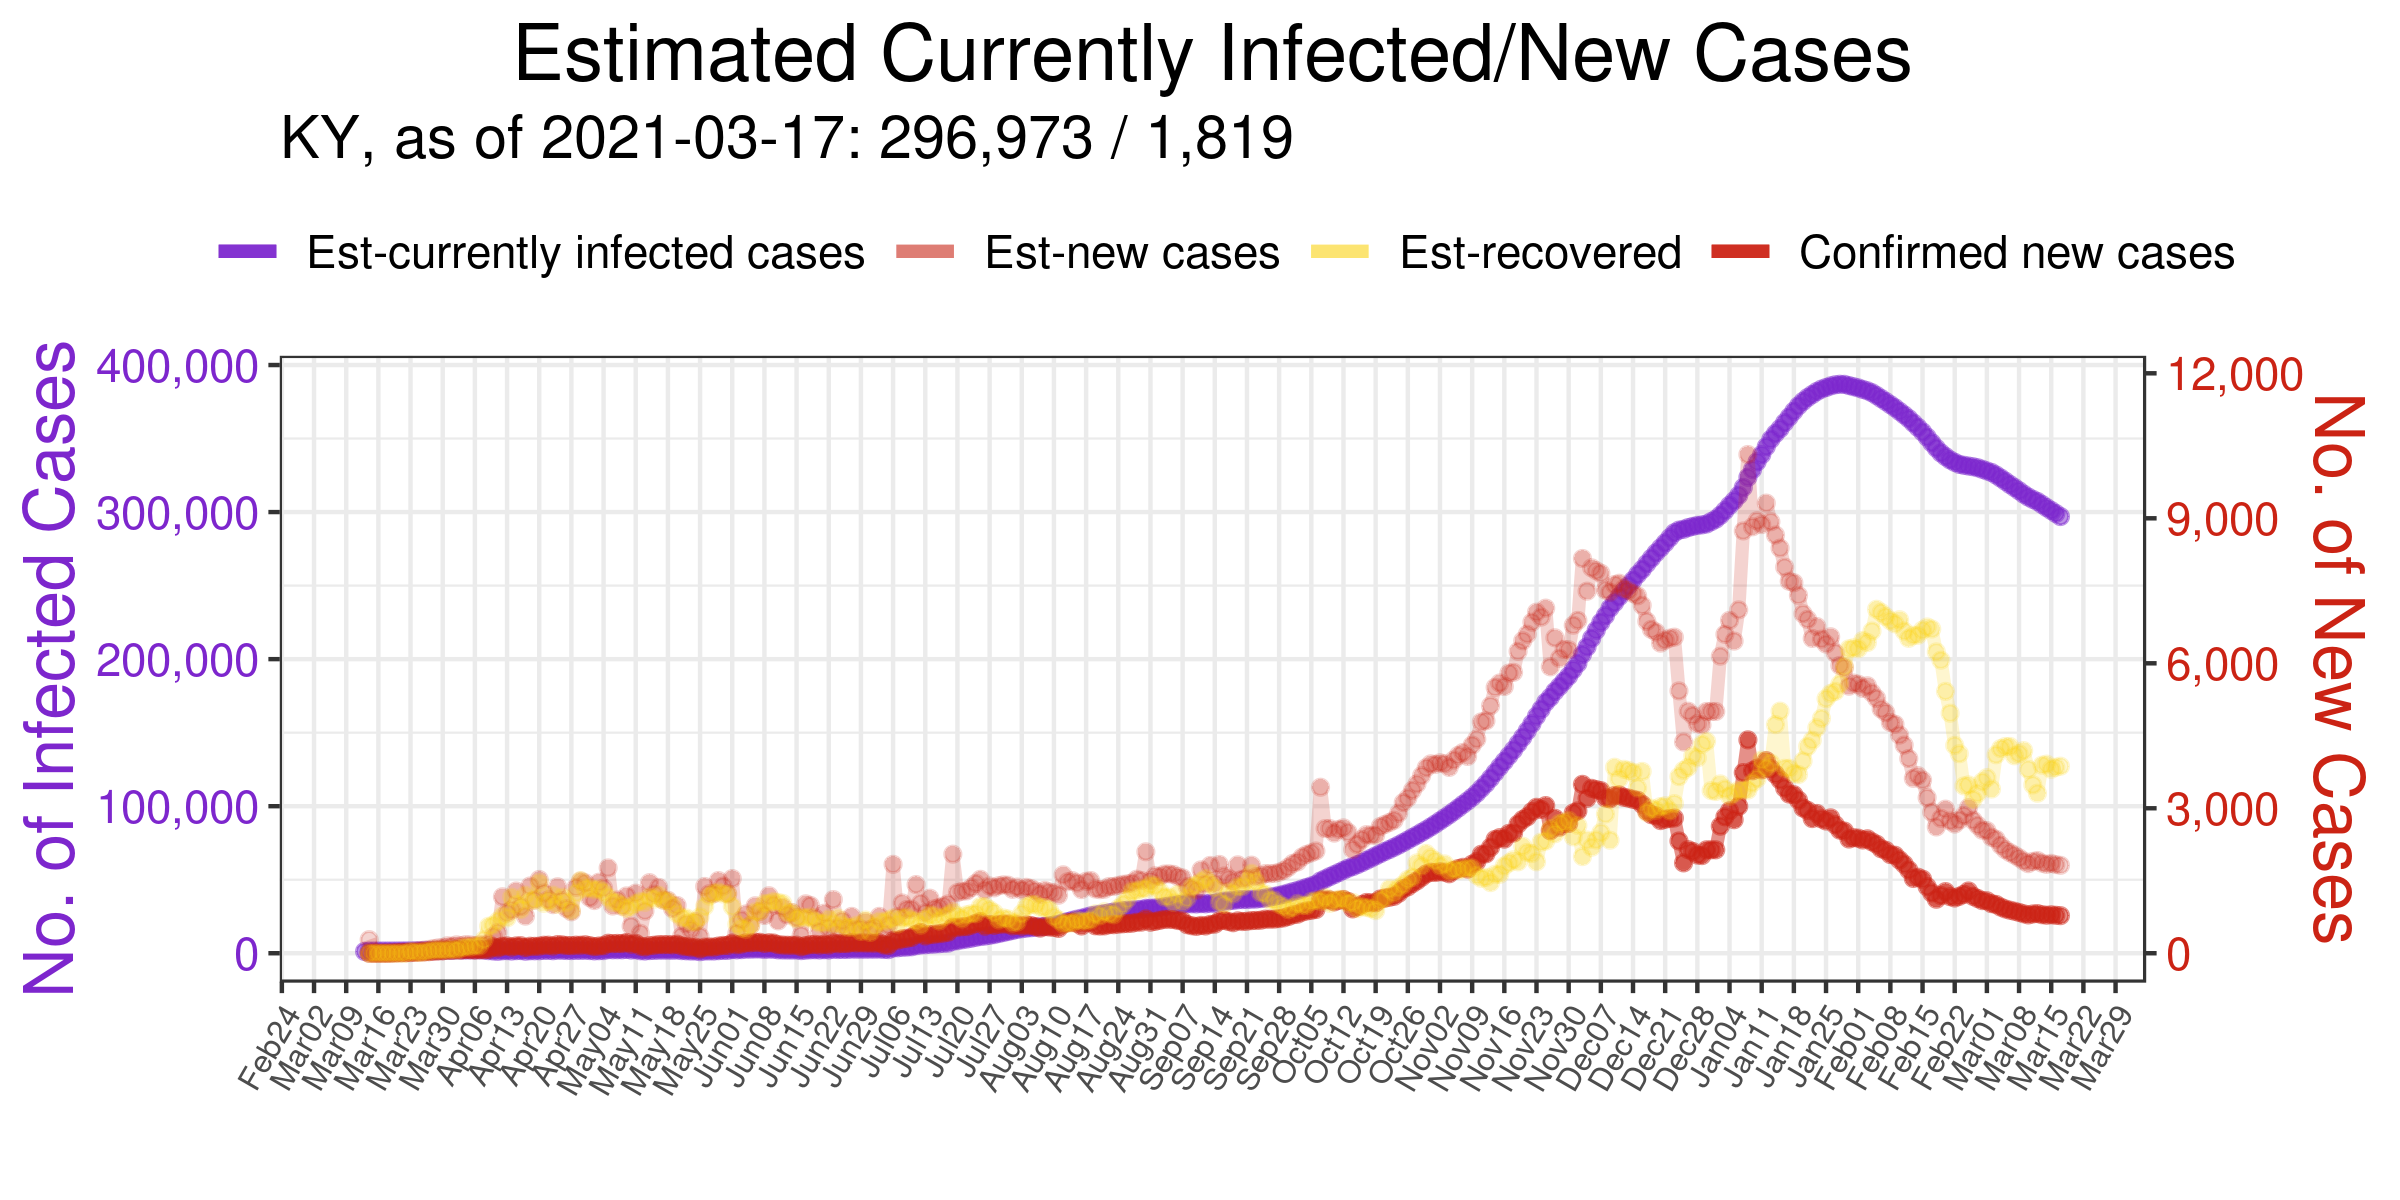 Estimated Currently Infected/New Cases
KY, as of 2021-03-17: 296,973 / 1,819
Est-currently infected cases Est-new cases Est-recovered Confirmed new cases
No. of Infected Cases
400,000
300,000
200,000
100,000
0
12,000
9,000
6,000
3,000
0
No. of New Cases
Feb24 Mar02 Mar09 Mar16 Mar23 Mar30 Apr06 Apr13 Apr20 Apr27 May04 May11 May18 May25 Jun01 Jun08 Jun15 Jun22 Jun29 Jul06 Jul13 Jul20 Jul27 Aug03 Aug10 Aug17 Aug24 Aug31 Sep07 Sep14 Sep21 Sep28 Oct05 Oct12 Oct19 Oct26 Nov02 Nov09 Nov16 Nov23 Nov30 Dec07 Dec14 Dec21 Dec28 Jan04 Jan11 Jan18 Jan25 Feb01 Feb08 Feb15 Feb22 Mar01 Mar08 Mar15 Mar22 Mar29